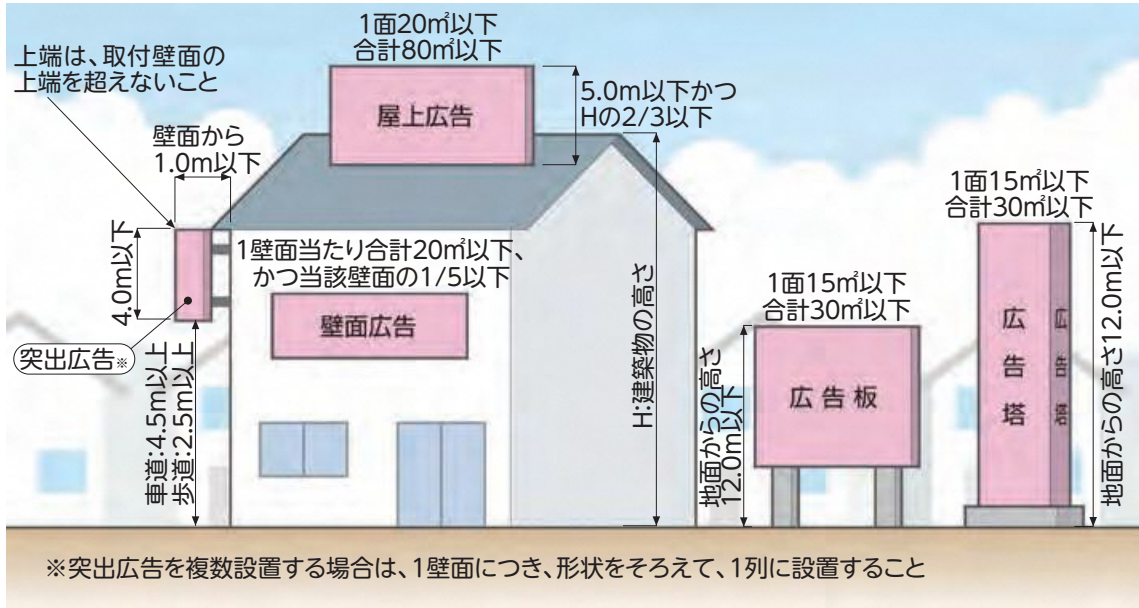 1面20㎡以下
合計80㎡以下
上端は、取付壁面の
上端を超えないこと
屋上広告
5.0m以下かつ
Hの2/3以下
壁面から
1.0m以下
4.0m以下
1壁面当たり合計20㎡以下、
かつ当該壁面の1/5以下
壁面広告
突出広告※
車道:4.5m以上
歩道:2.5m以上
H:建築物の高さ
1面15㎡以下
合計30㎡以下
広告板
地面からの高さ
12.0m以下
1面15㎡以下
合計30㎡以下
広告塔
広告塔
地面からの高さ12.0m以下
※突出広告を複数設置する場合は、1壁面につき、形状をそろえて、1列に設置すること